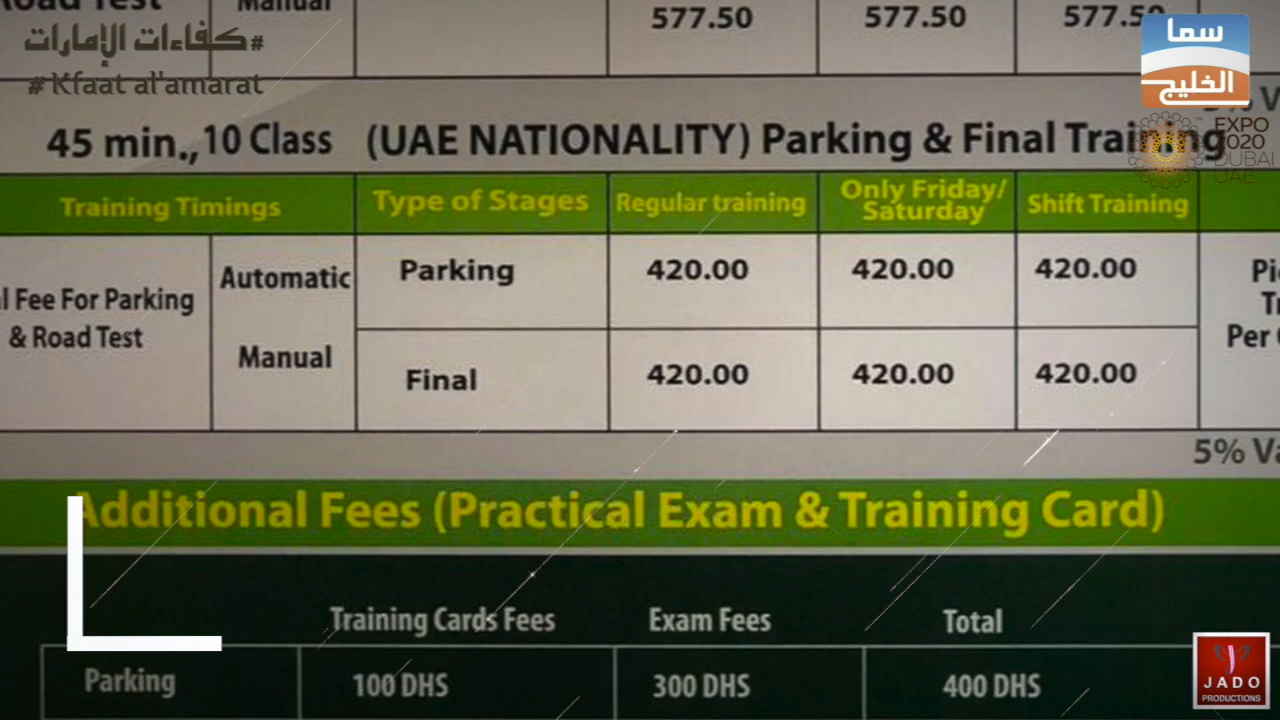 Road Test Manual 577.50 577.50 577.50
#كفاءات الإمارات
# Kfaat al'amarat
سما
الخليج
45 min., 10 Class (UAE NATIONALITY) Parking & Final Training
EXPO
2020
DUBAI
UAE
Training Timings Type of Stages Regular training Only Friday/
Saturday Shift Training
l Fee For Parking
& Road Test
Automatic
Manual
Parking 420.00 420.00 420.00
Final 420.00 420.00 420.00
Per
5% Va
Additional Fees (Practical Exam & Training Card)
Training Cards Fees Exam Fees Total
Parking 100 DHS 300 DHS 400 DHS
JADO
PRODUCTIONS